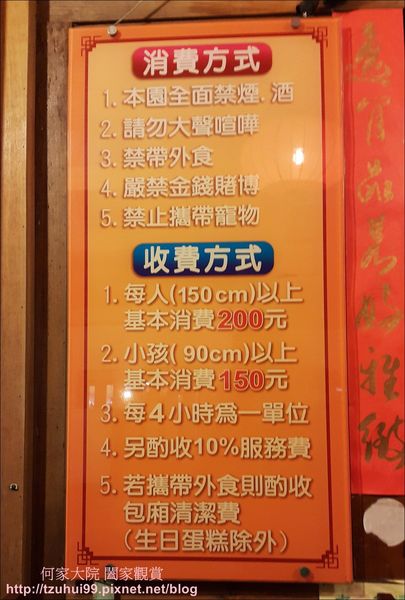 消費方式
1. 本園全面禁煙.酒
2. 請勿大聲喧嘩
3. 禁帶外食
4. 嚴禁金錢賭博
5. 禁止攜帶寵物
收費方式
1. 每人(150cm)以上
基本消費200元
2. 小孩( 90cm)以上
基本消費150元
3. 每4小時為一單位
4. 另酌收10%服務費
5. 若攜帶外食則酌收
包廂清潔費
(生日蛋糕除外)
何家大院 闔家觀賞
http://tzuhui99.pixnet.net/blog